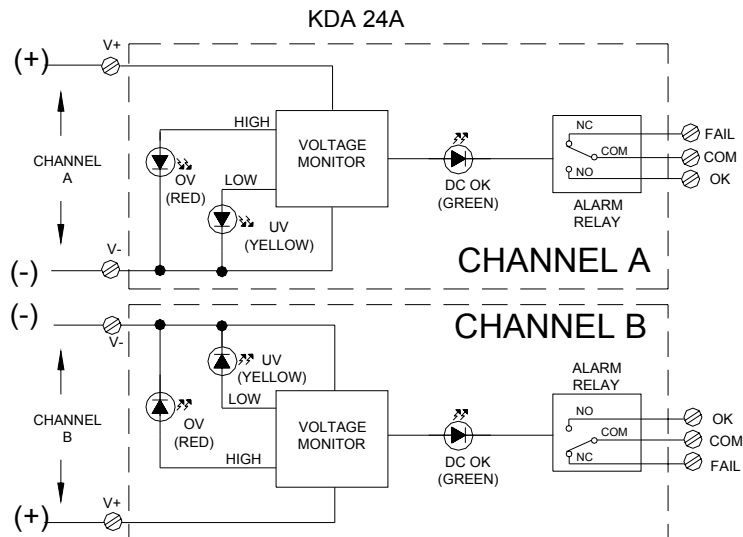 KDA 24A
V+
(+)
HIGH
NC
FAIL
VOLTAGE
MONITOR
COM
COM
CHANNEL
A
OV
(RED)
LOW
DC OK
(GREEN)
NO
OK
UV
(YELLOW)
ALARM
RELAY
V-
(-)
CHANNEL A
(-)
V-
CHANNEL B
UV
(YELLOW)
ALARM
RELAY
LOW
NO
OK
CHANNEL
B
OV
(RED)
VOLTAGE
MONITOR
COM
COM
HIGH
DC OK
(GREEN)
NC
FAIL
V+
(+)